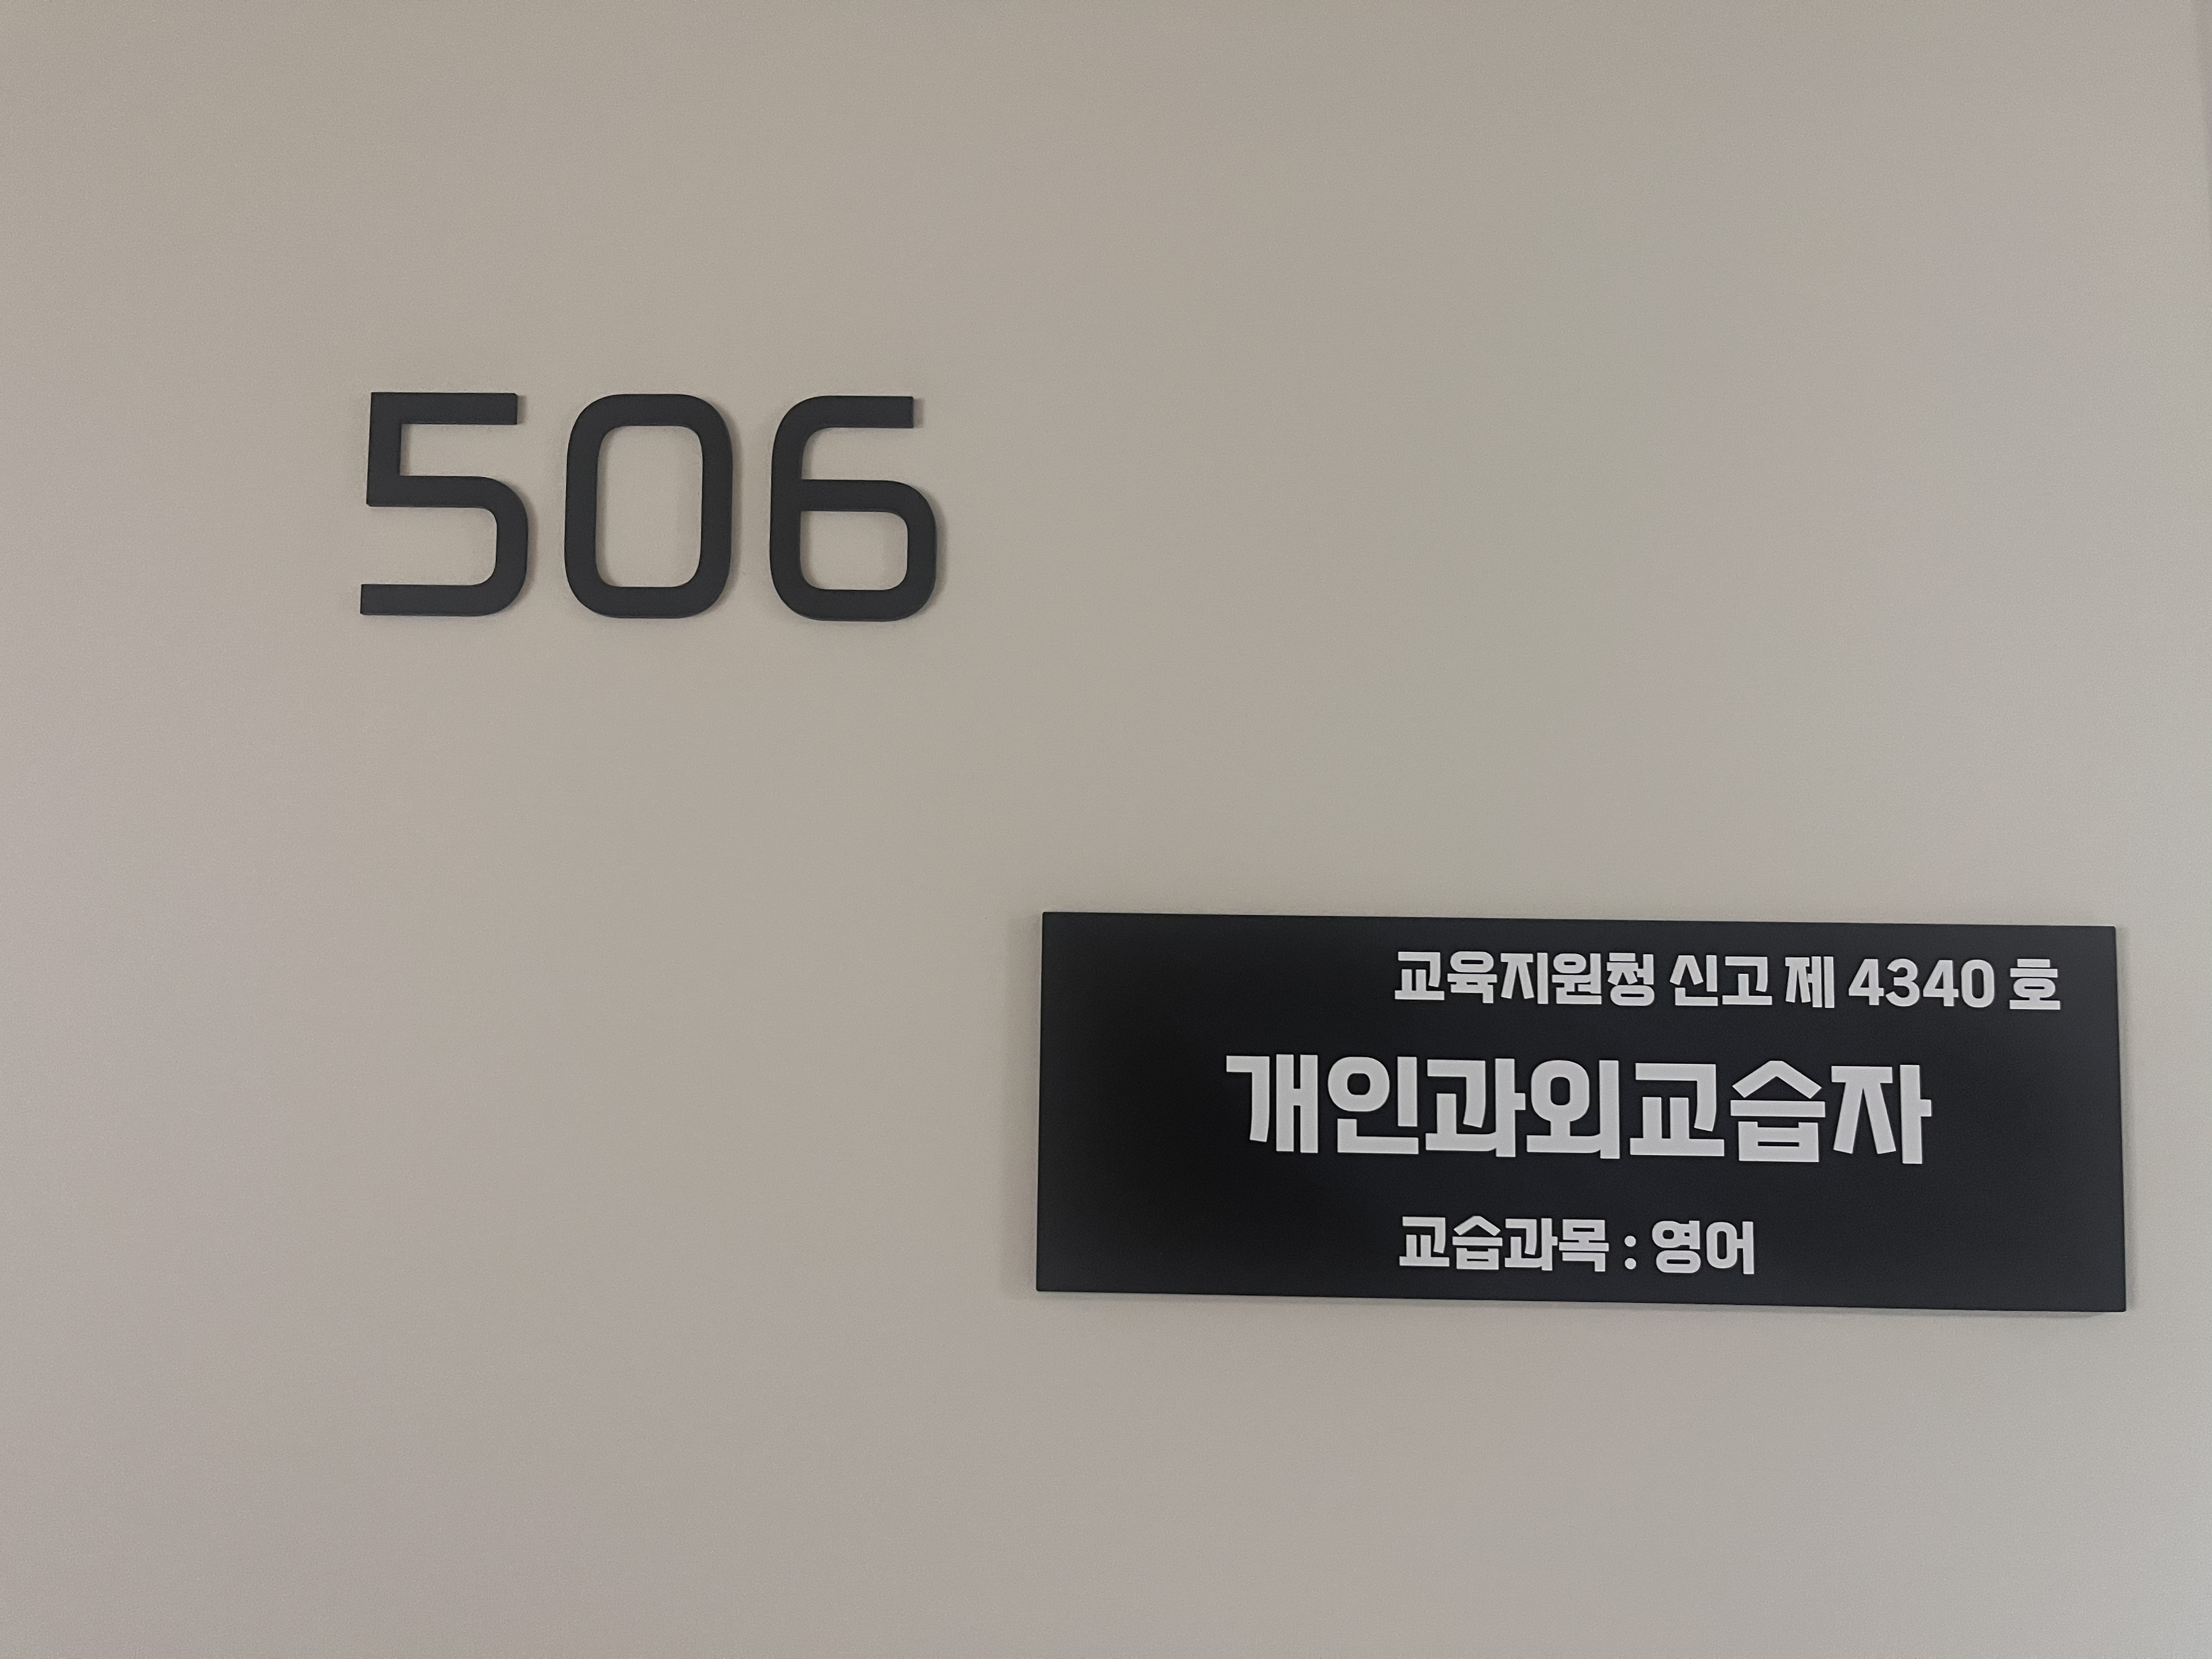 506
교육지원청 신고 제 4340 호
개인과외교습자
교습과목 : 영어